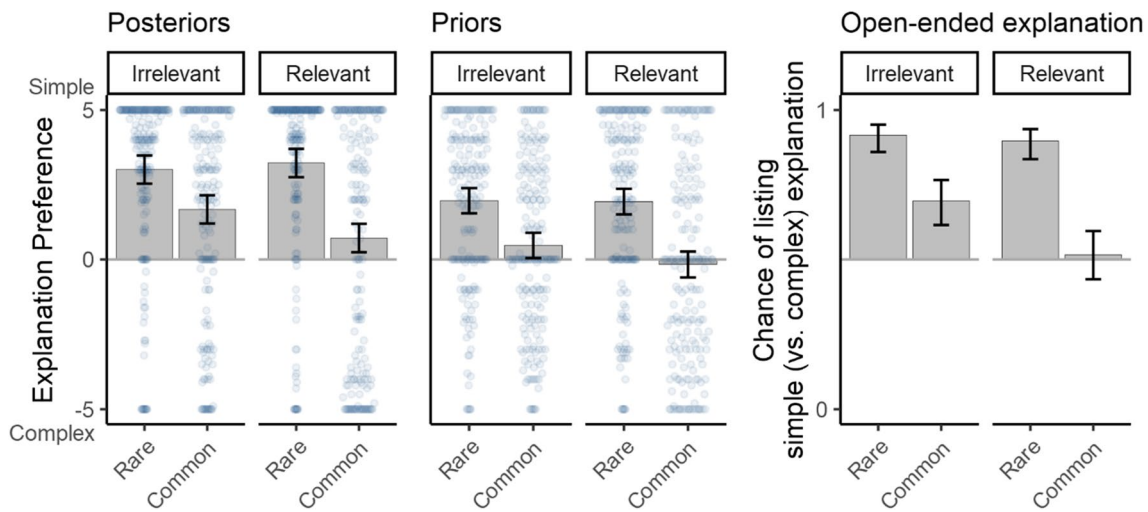 Posteriors
Priors
Open-ended explanation
Irrelevant
Relevant
Irrelevant
Relevant
Irrelevant
Relevant
Simple
5
0
-5
Complex
Explanation Preference
Chance of listing
simple (vs. complex) explanation
1
0
Rare
Common
Rare
Common
Rare
Common
Rare
Common
Rare
Common
Rare
Common